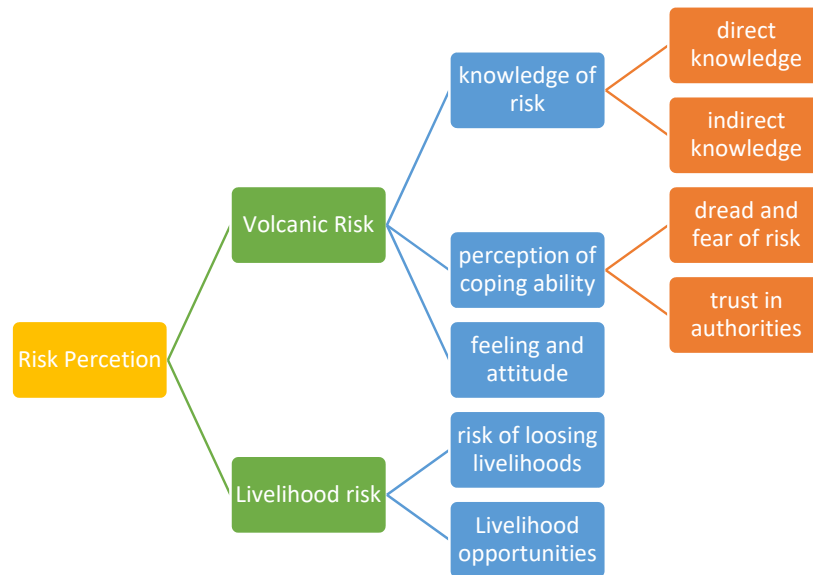 Risk Percetion
Volcanic Risk
Livelihood risk
knowledge of
risk
perception of
coping ability
feeling and
attitude
risk of loosing
livelihoods
Livelihood
opportunities
direct
knowledge
indirect
knowledge
dread and
fear of risk
trust in
authorities